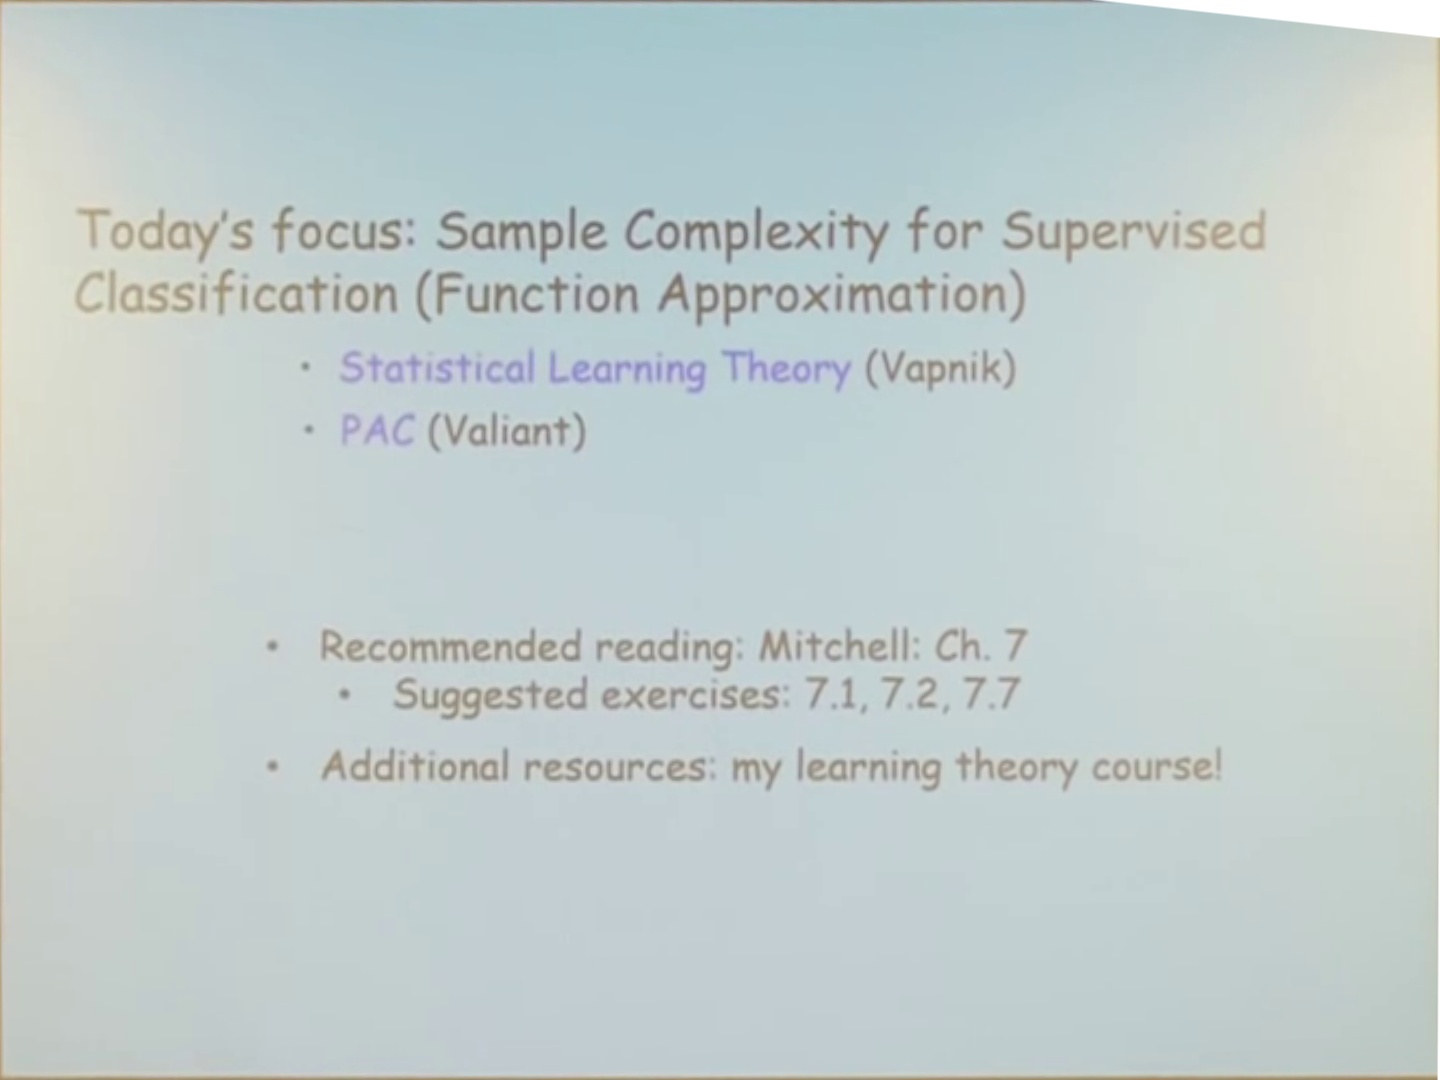 Today's focus: Sample Complexity for Supervised
Classification (Function Approximation)
• Statistical Learning Theory (Vapnik)
• PAC (Valiant)
• Recommended reading: Mitchell: Ch. 7
• Suggested exercises: 7.1, 7.2, 7.7
• Additional resources: my learning theory course!